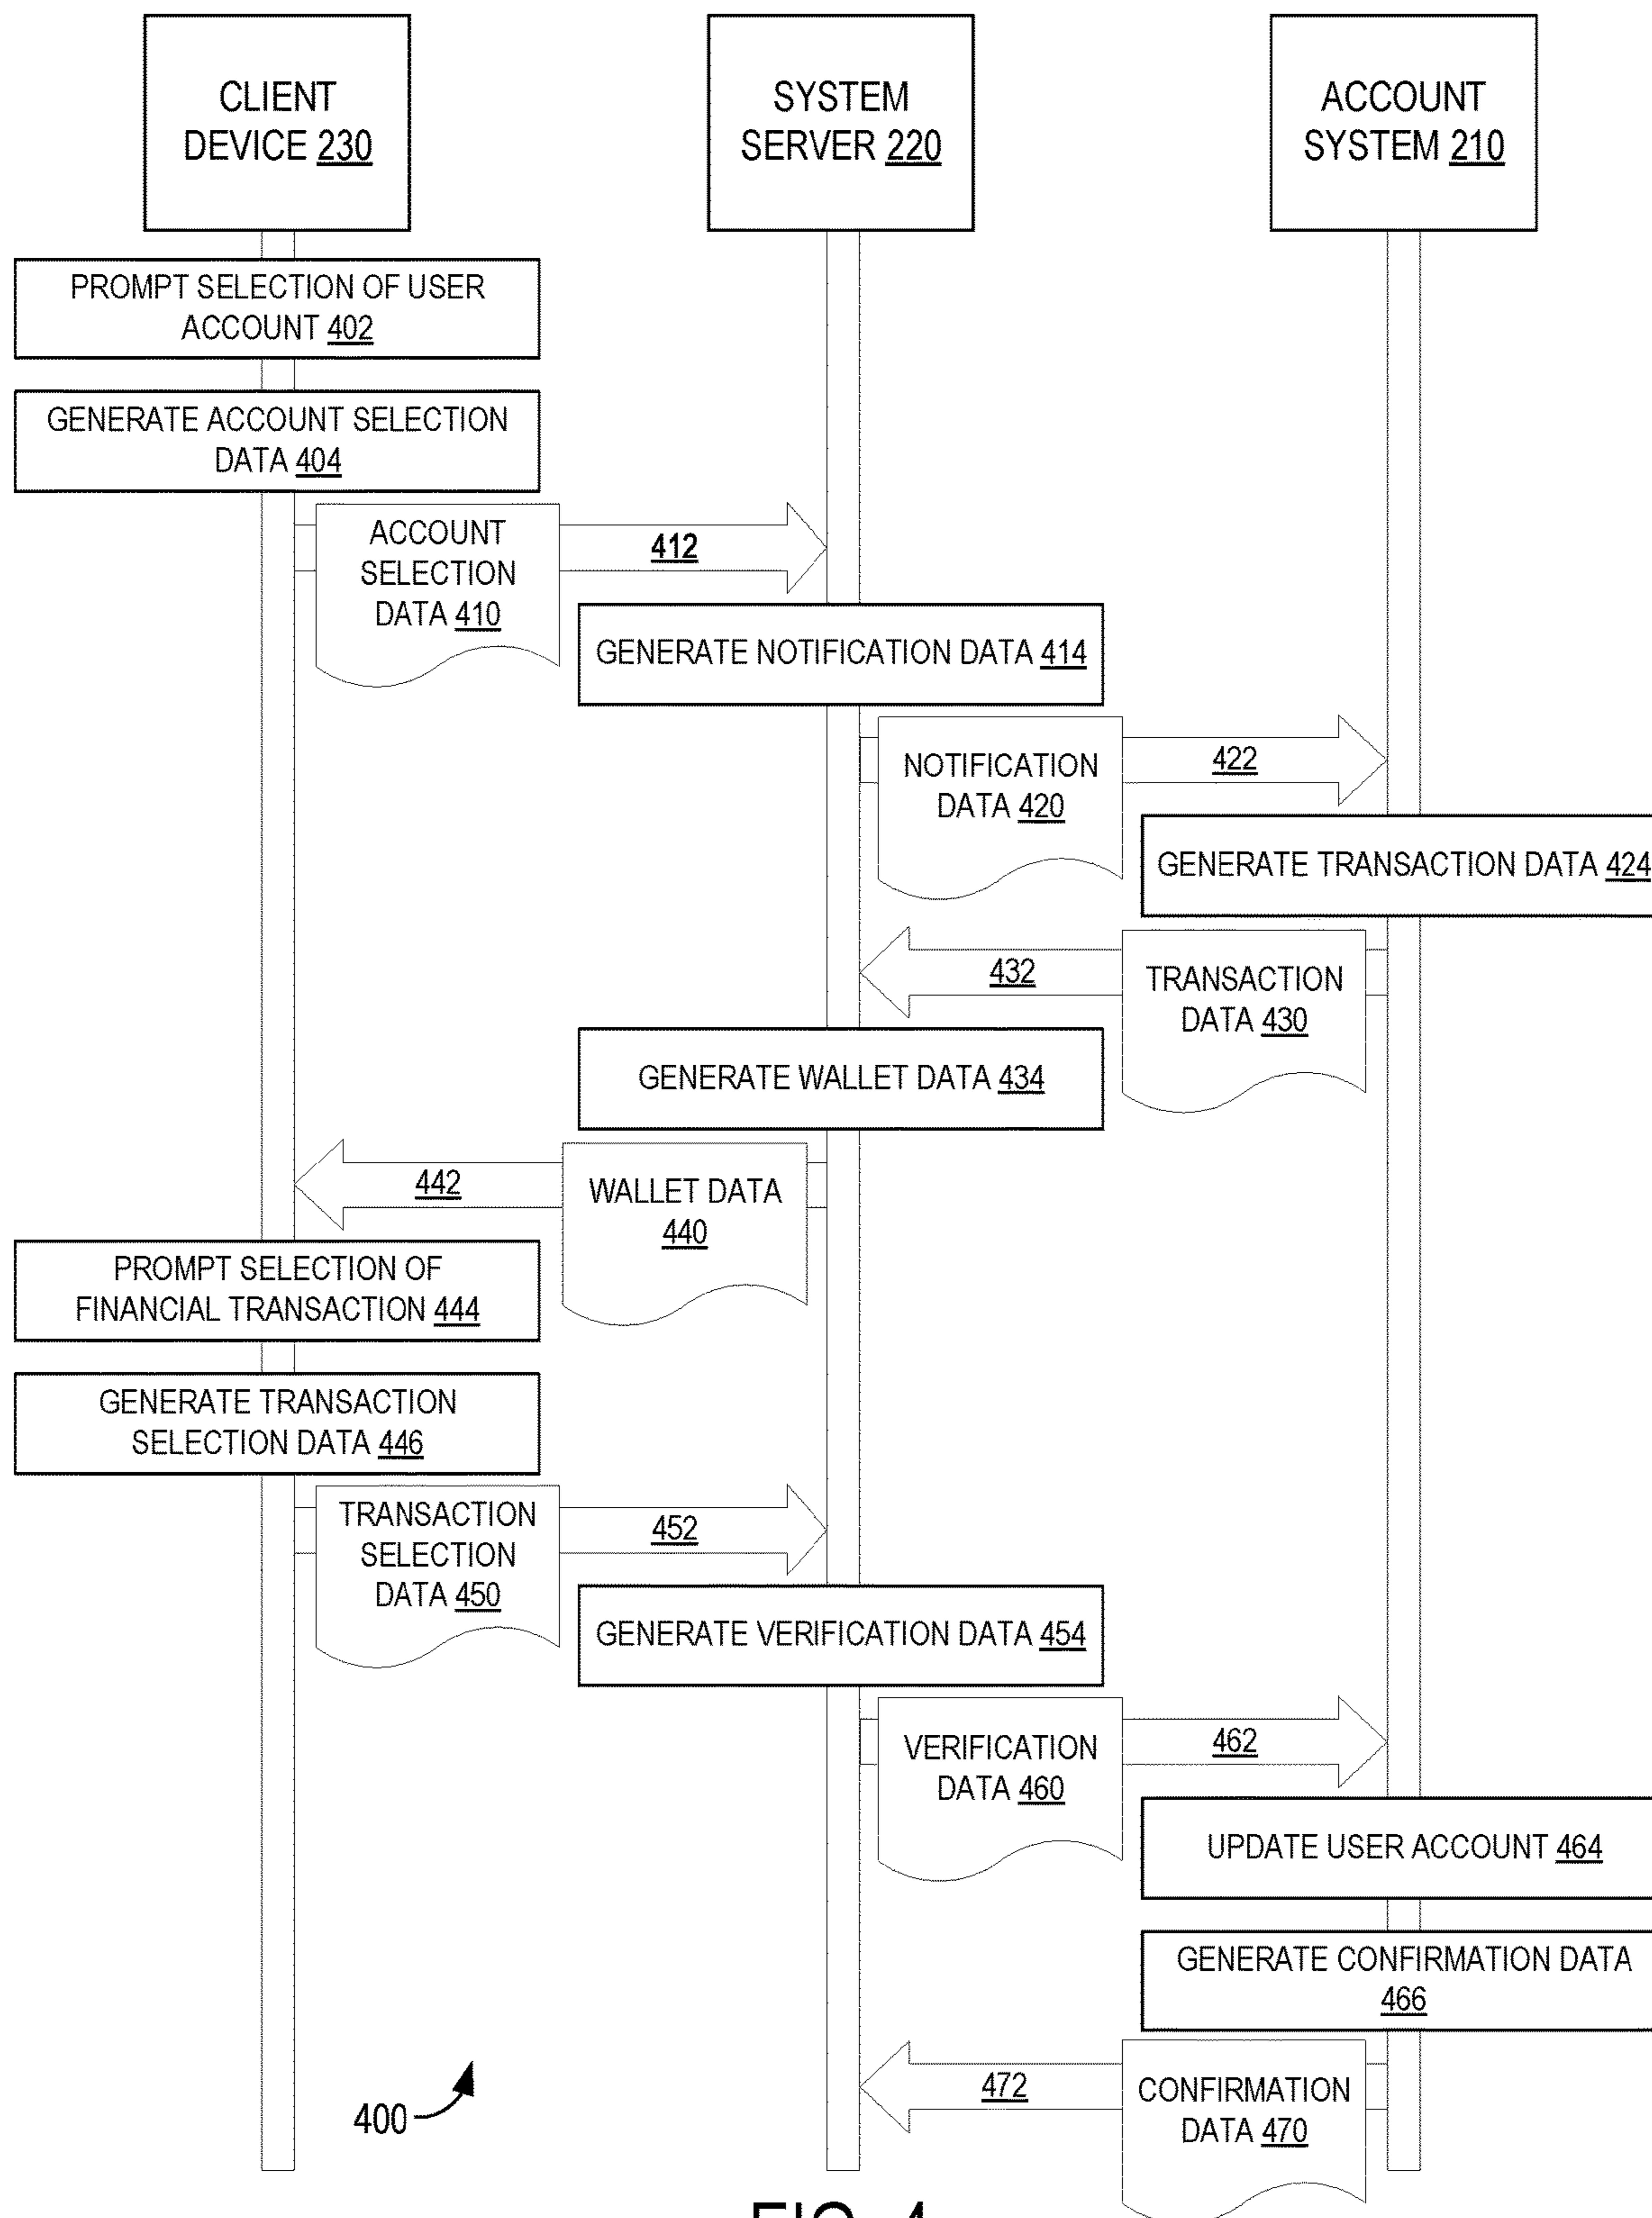 CLIENT
DEVICE 230
SYSTEM
SERVER 220
ACCOUNT
SYSTEM 210
PROMPT SELECTION OF USER
ACCOUNT 402
GENERATE ACCOUNT SELECTION
DATA 404
ACCOUNT
SELECTION
DATA 410
412
GENERATE NOTIFICATION DATA 414
NOTIFICATION
DATA 420
422
GENERATE TRANSACTION DATA 424
432
TRANSACTION
DATA 430
GENERATE WALLET DATA 434
442
WALLET DATA
440
PROMPT SELECTION OF
FINANCIAL TRANSACTION 444
GENERATE TRANSACTION
SELECTION DATA 446
TRANSACTION
SELECTION
DATA 450
452
GENERATE VERIFICATION DATA 454
VERIFICATION
DATA 460
462
UPDATE USER ACCOUNT 464
GENERATE CONFIRMATION DATA
466
472
CONFIRMATION
DATA 470
400
FIG. 4